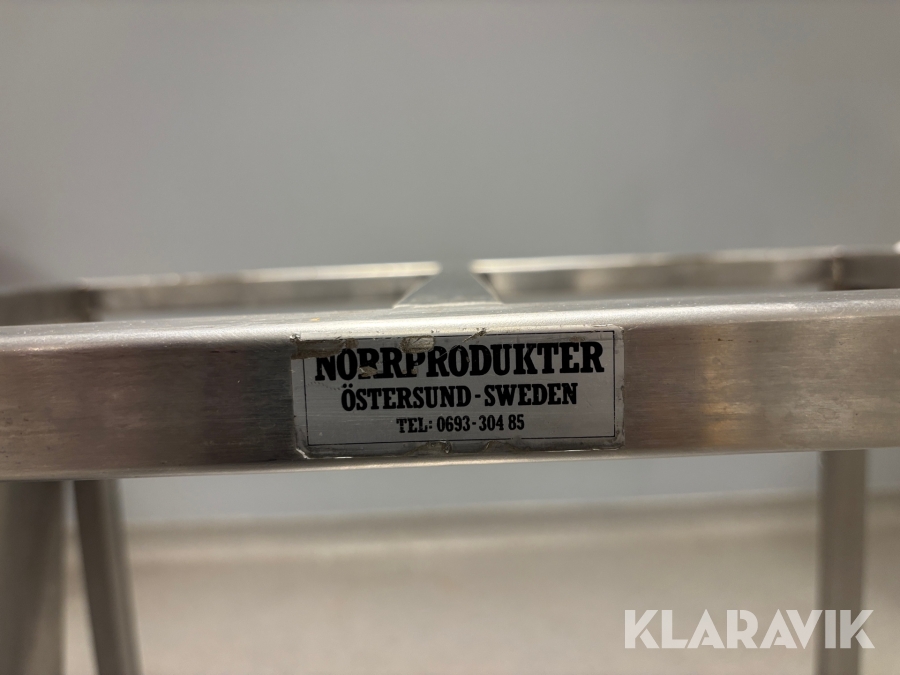 NORRPRODUKTER
ÖSTERSUND - SWEDEN
TEL: 0693-304 85
KLARAVIK